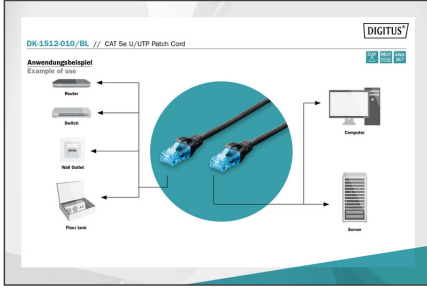 DIGITUS®
DK-1512-010/BL // CAT 5e U/UTP Patch Cord
Anwendungsbeispiel
Example of use
Router
Switch
Wall Outlet
Floor tank
Computer
Server